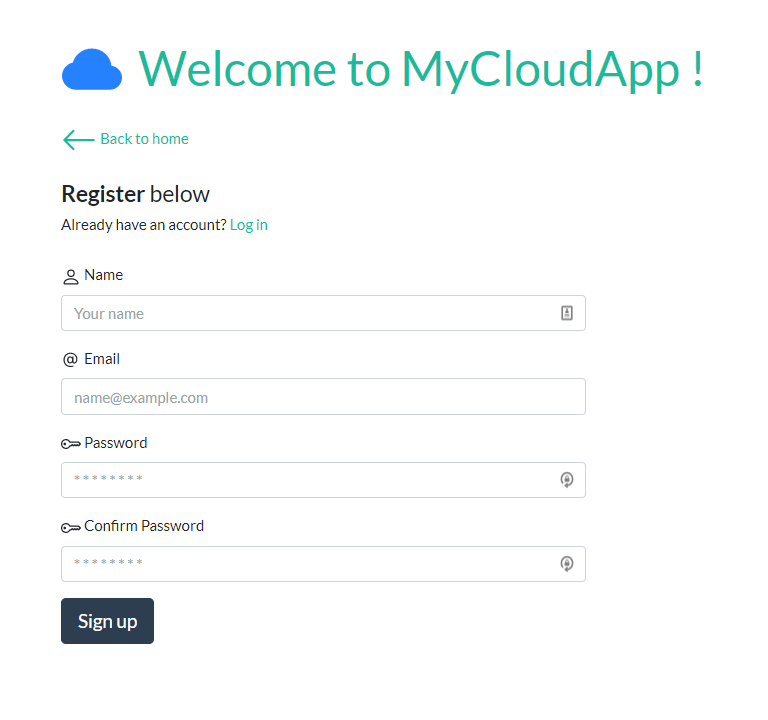 Welcome to MyCloudApp !
Back to home
Register below
Already have an account? Log in
Name
Your name
@ Email
name@example.com
Password
********
Confirm Password
********
Sign up